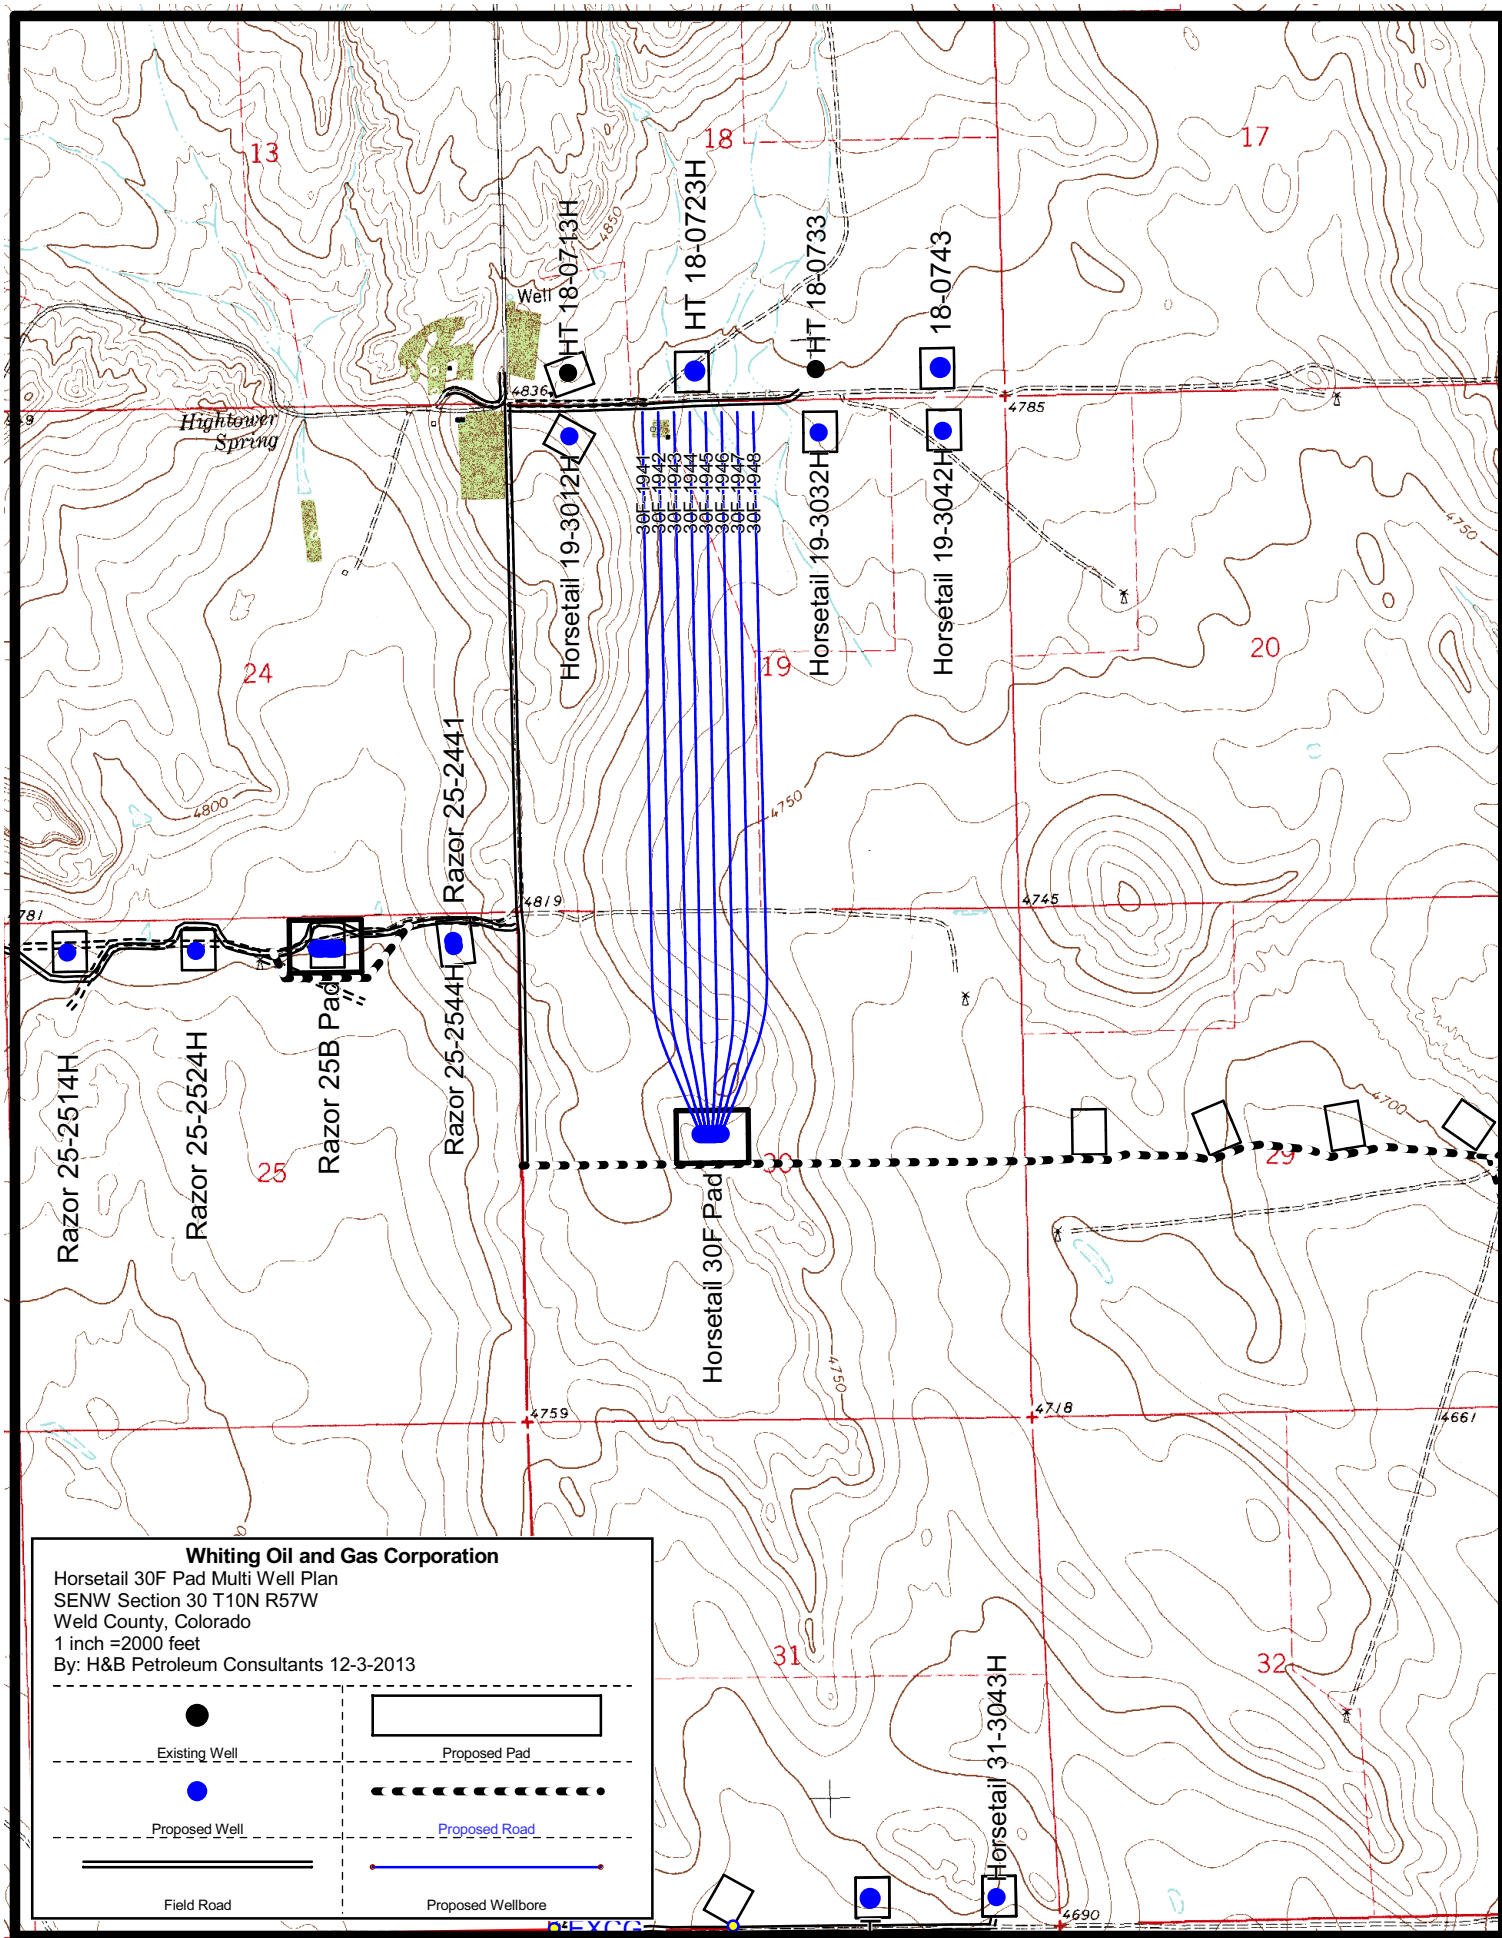 13
18
17
HT 18-0713H
HT 18-0723H
HT 18-0733
18-0743
4850
Well
4836
4785
Hightower
Spring
30F-1941
30F-1942
30F-1943
30F-1944
30F-1945
30F-1946
30F-1947
30F-1948
Horsetail 19-3012H
Horsetail 19-3032H
Horsetail 19-3042H
4750
24
19
20
Razor 25-2441
4800
4750
4781
4819
4745
Razor 25-2514H
Razor 25-2524H
Razor 25B Pad
Razor 25-2544H
4700
25
30
29
Horsetail 30F Pad
4750
4759
4718
4661
31
32
Horsetail 31-3043H
4690
Whiting Oil and Gas Corporation
Horsetail 30F Pad Multi Well Plan
SENW Section 30 T10N R57W
Weld County, Colorado
1 inch =2000 feet
By: H&B Petroleum Consultants 12-3-2013
Existing Well
Proposed Pad
Proposed Well
Proposed Road
Field Road
Proposed Wellbore